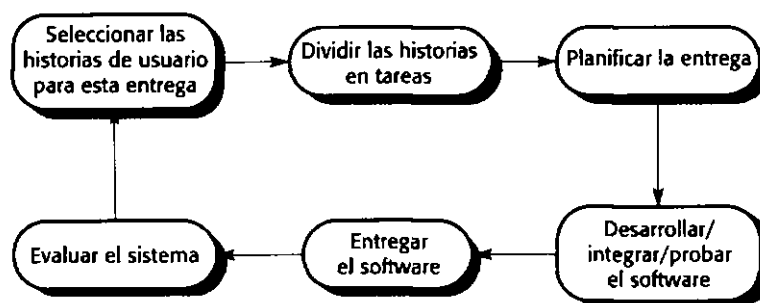 Seleccionar las
historias de usuario
para esta entrega
Dividir las historias
en tareas
Planificar la entrega
Desarrollar/
integrar/probar
el software
Entregar
el software
Evaluar el sistema